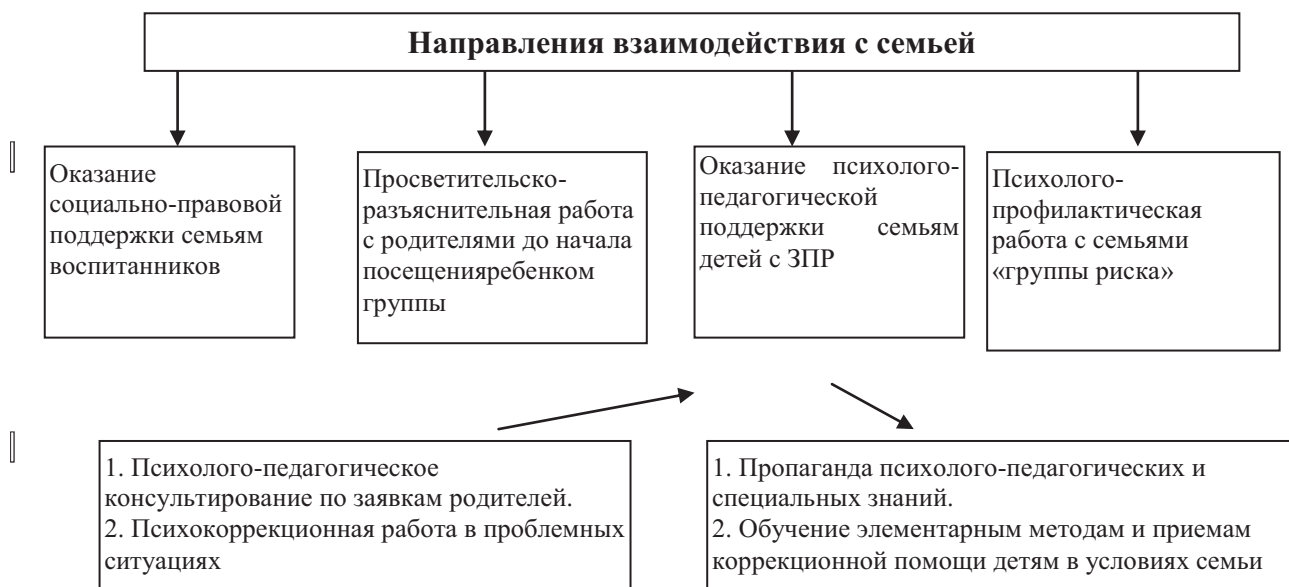 Направления взаимодействия с семьей
Оказание
социально-правовой
поддержки семьям
воспитанников
Просветительско-
разъяснительная работа
с родителями до начала
посещенияребенком
группы
Оказание психолого-
педагогической
поддержки семьям
детей с ЗПР
Психолого-
профилактическая
работа с семьями
«группы риска»
1. Психолого-педагогическое
консультирование по заявкам родителей.
2. Психокоррекционная работа в проблемных
ситуациях
1. Пропаганда психолого-педагогических и
специальных знаний.
2. Обучение элементарным методам и приемам
коррекционной помощи детям в условиях семьи